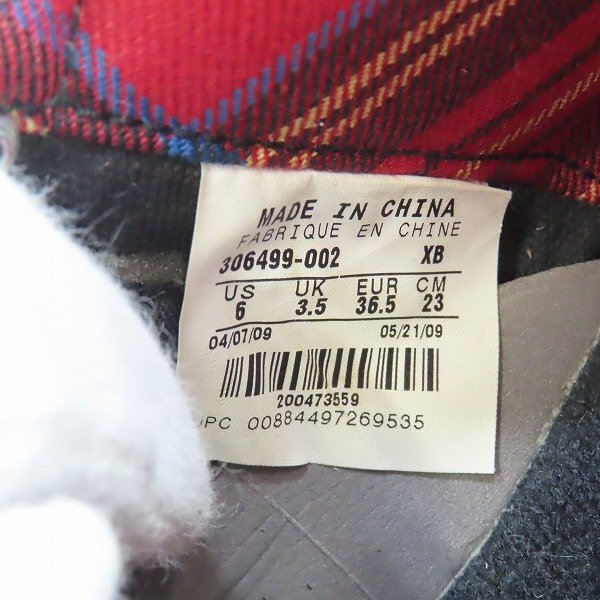 MADE IN CHINA
FABRIQUE EN CHINE
306499-002 XB
US UK EUR CM
6 3.5 36.5 23
04/07/09 05/21/09
200473559
UPC 00884497269535